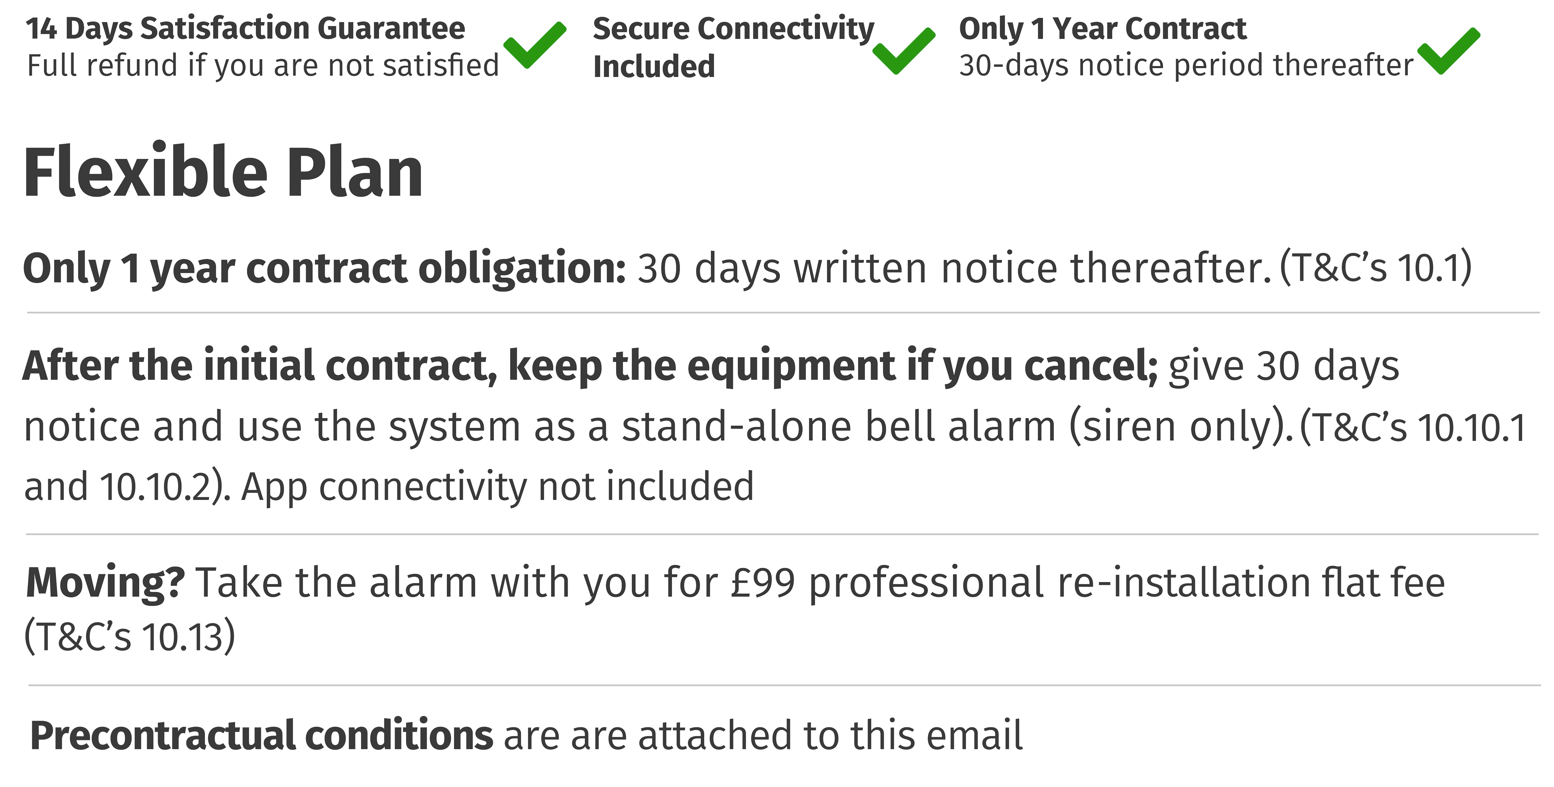 14 Days Satisfaction Guarantee
Full refund if you are not satisfied
Secure Connectivity
Included
Only 1 Year Contract
30-days notice period thereafter
Flexible Plan
Only 1 year contract obligation: 30 days written notice thereafter. (T&C's 10.1)
After the initial contract, keep the equipment if you cancel; give 30 days
notice and use the system as a stand-alone bell alarm (siren only). (T&C's 10.10.1
and 10.10.2). App connectivity not included
Moving? Take the alarm with you for £99 professional re-installation flat fee
(T&C's 10.13)
Precontractual conditions are are attached to this email